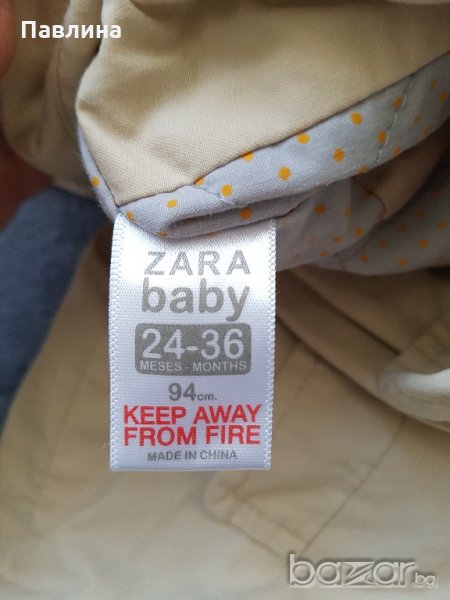 Павлина
ZARA
baby
24-36
MESES - MONTHS
94cm.
KEEP AWAY
FROM FIRE
MADE IN CHINA
bazar.bg